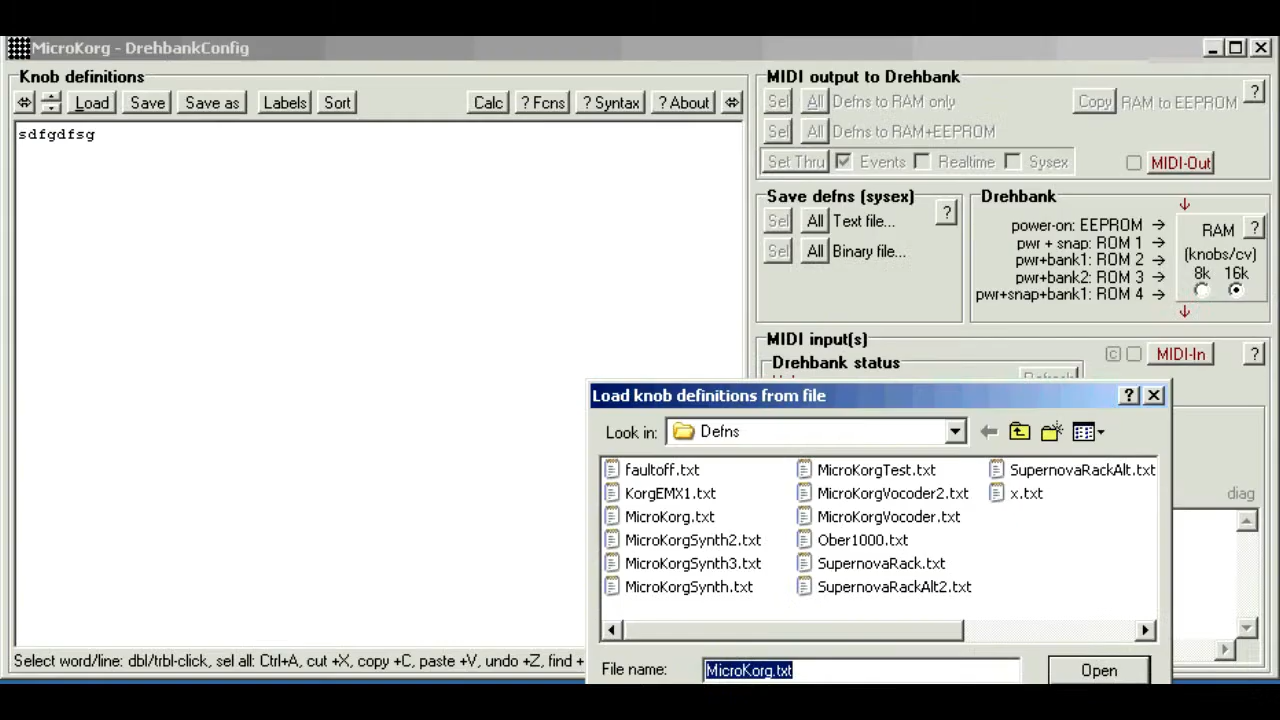 MicroKorg - DrehbankConfig
Knob definitions
Load Save Save as Labels Sort Calc ? Fcns ? Syntax ? About
sdfgdfsg
Select word/line: dbl/trbl-click, sel all: Ctrl+A, cut +X, copy +C, paste +V, undo +Z, find +
MIDI output to Drehbank
Sel All Defns to RAM only Copy RAM to EEPROM ?
Sel All Defns to RAM+EEPROM
Set Thru Events Realtime Sysex MIDI-Out
Save defns (sysex)
Sel All Text file... ?
Sel All Binary file...
Drehbank
power-on: EEPROM →
pwr + snap: ROM 1 →
pwr+bank1: ROM 2 →
pwr+bank2: ROM 3 →
pwr+snap+bank1: ROM 4 →
RAM ?
(knobs/cv)
8k 16k
MIDI input(s)
c MIDI-In ?
Drehbank status
diag
Load knob definitions from file
Look in: Defns
faultoff.txt
KorgEMX1.txt
MicroKorg.txt
MicroKorgSynth2.txt
MicroKorgSynth3.txt
MicroKorgSynth.txt
MicroKorgTest.txt
MicroKorgVocoder2.txt
MicroKorgVocoder.txt
Ober1000.txt
SupernovaRack.txt
SupernovaRackAlt2.txt
SupernovaRackAlt.txt
x.txt
File name: MicroKorg.txt Open